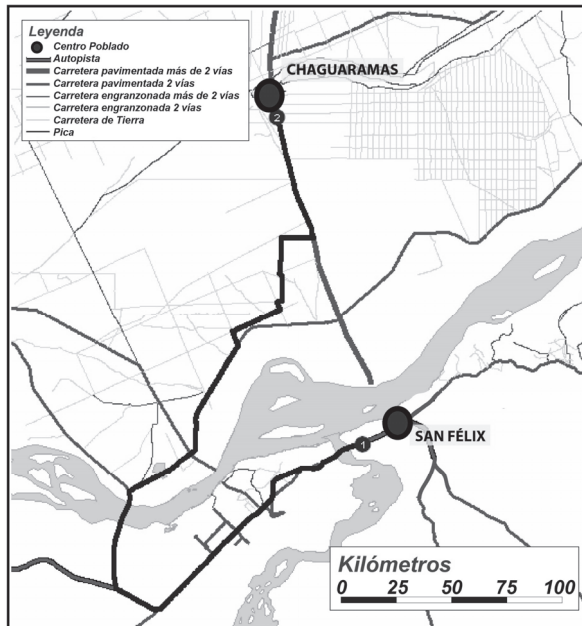 Leyenda
Centro Poblado
Autopista
Carretera pavimentada más de 2 vías
Carretera pavimentada 2 vías
Carretera engranzonada más de 2 vías
Carretera engranzonada 2 vías
Carretera de Tierra
Pica
CHAGUARAMAS
2
SAN FÉLIX
1
Kilómetros
0 25 50 75 100